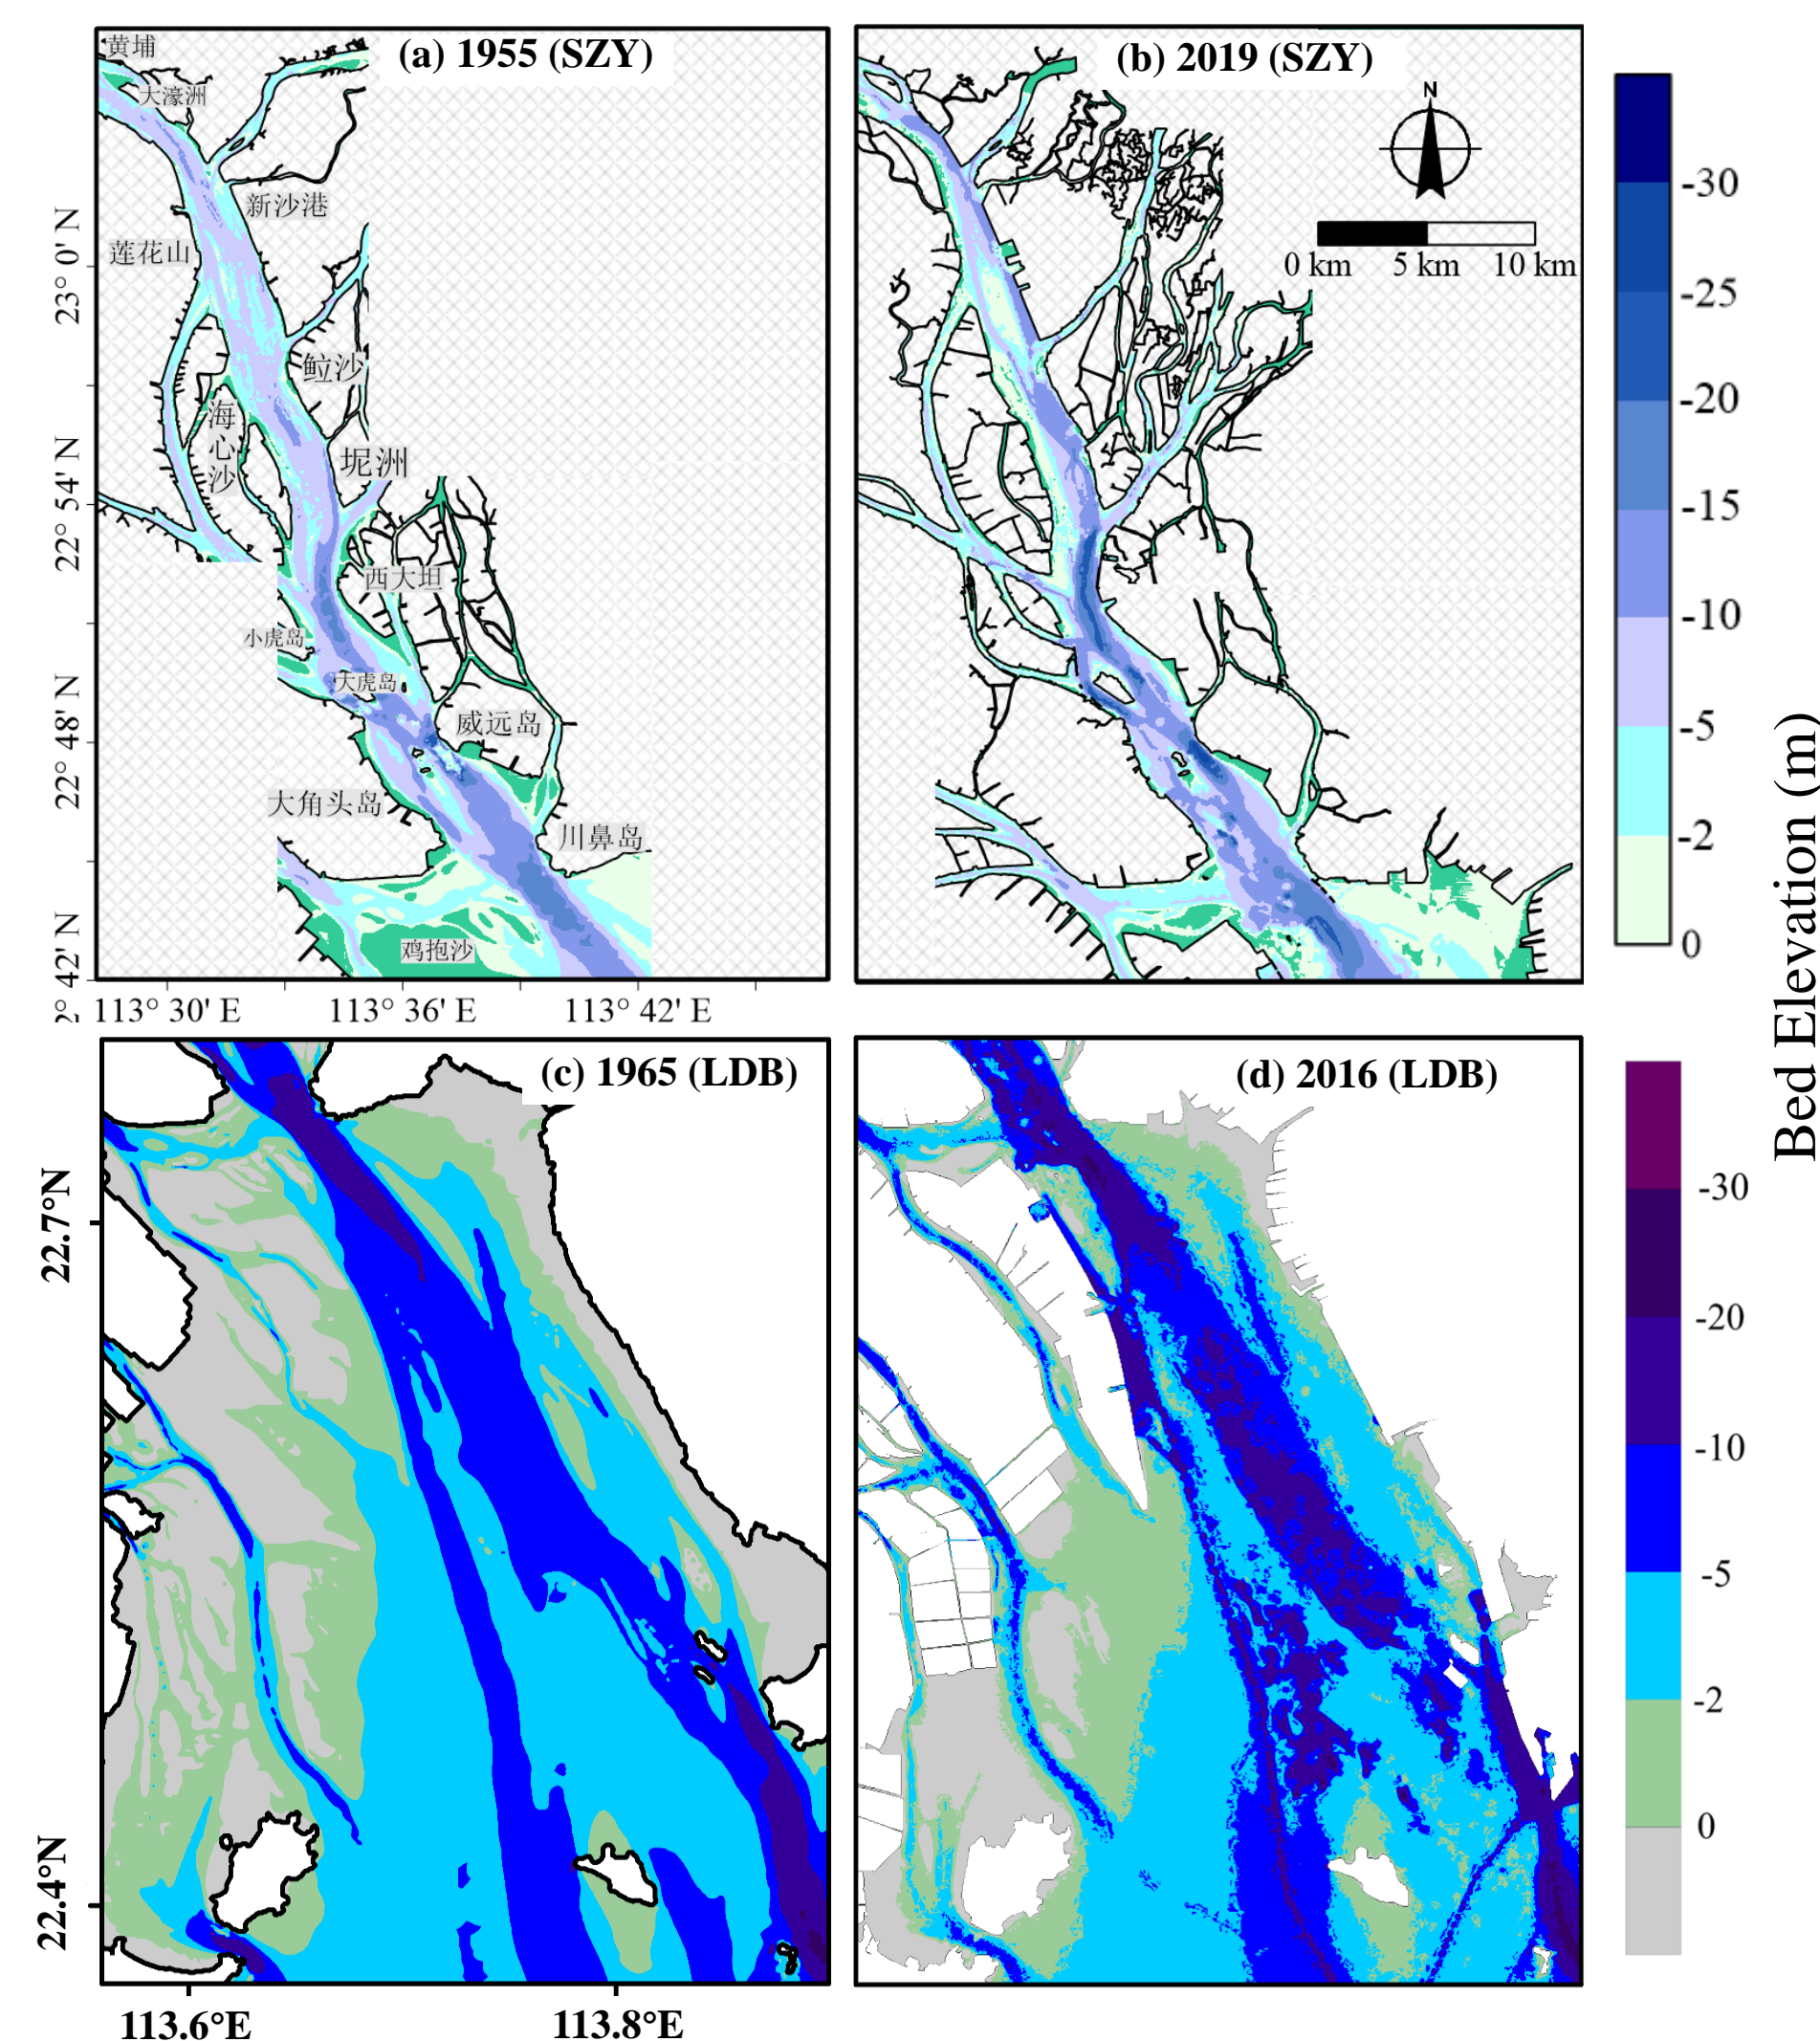 (a) 1955 (SZY)
黄埔
大濠洲
新沙港
莲花山
鲉沙
海
心
沙
坭洲
西大坦
小虎岛
大虎岛
威远岛
大角头岛
川鼻岛
鸡抱沙
23° 0' N
22° 54' N
22° 48' N
2° 42' N
113° 30' E
113° 36' E
113° 42' E
(b) 2019 (SZY)
N
0 km
5 km
10 km
-30
-25
-20
-15
-10
-5
-2
0
Bed Elevation (m)
(c) 1965 (LDB)
22.7°N
22.4°N
113.6°E
113.8°E
(d) 2016 (LDB)
-30
-20
-10
-5
-2
0